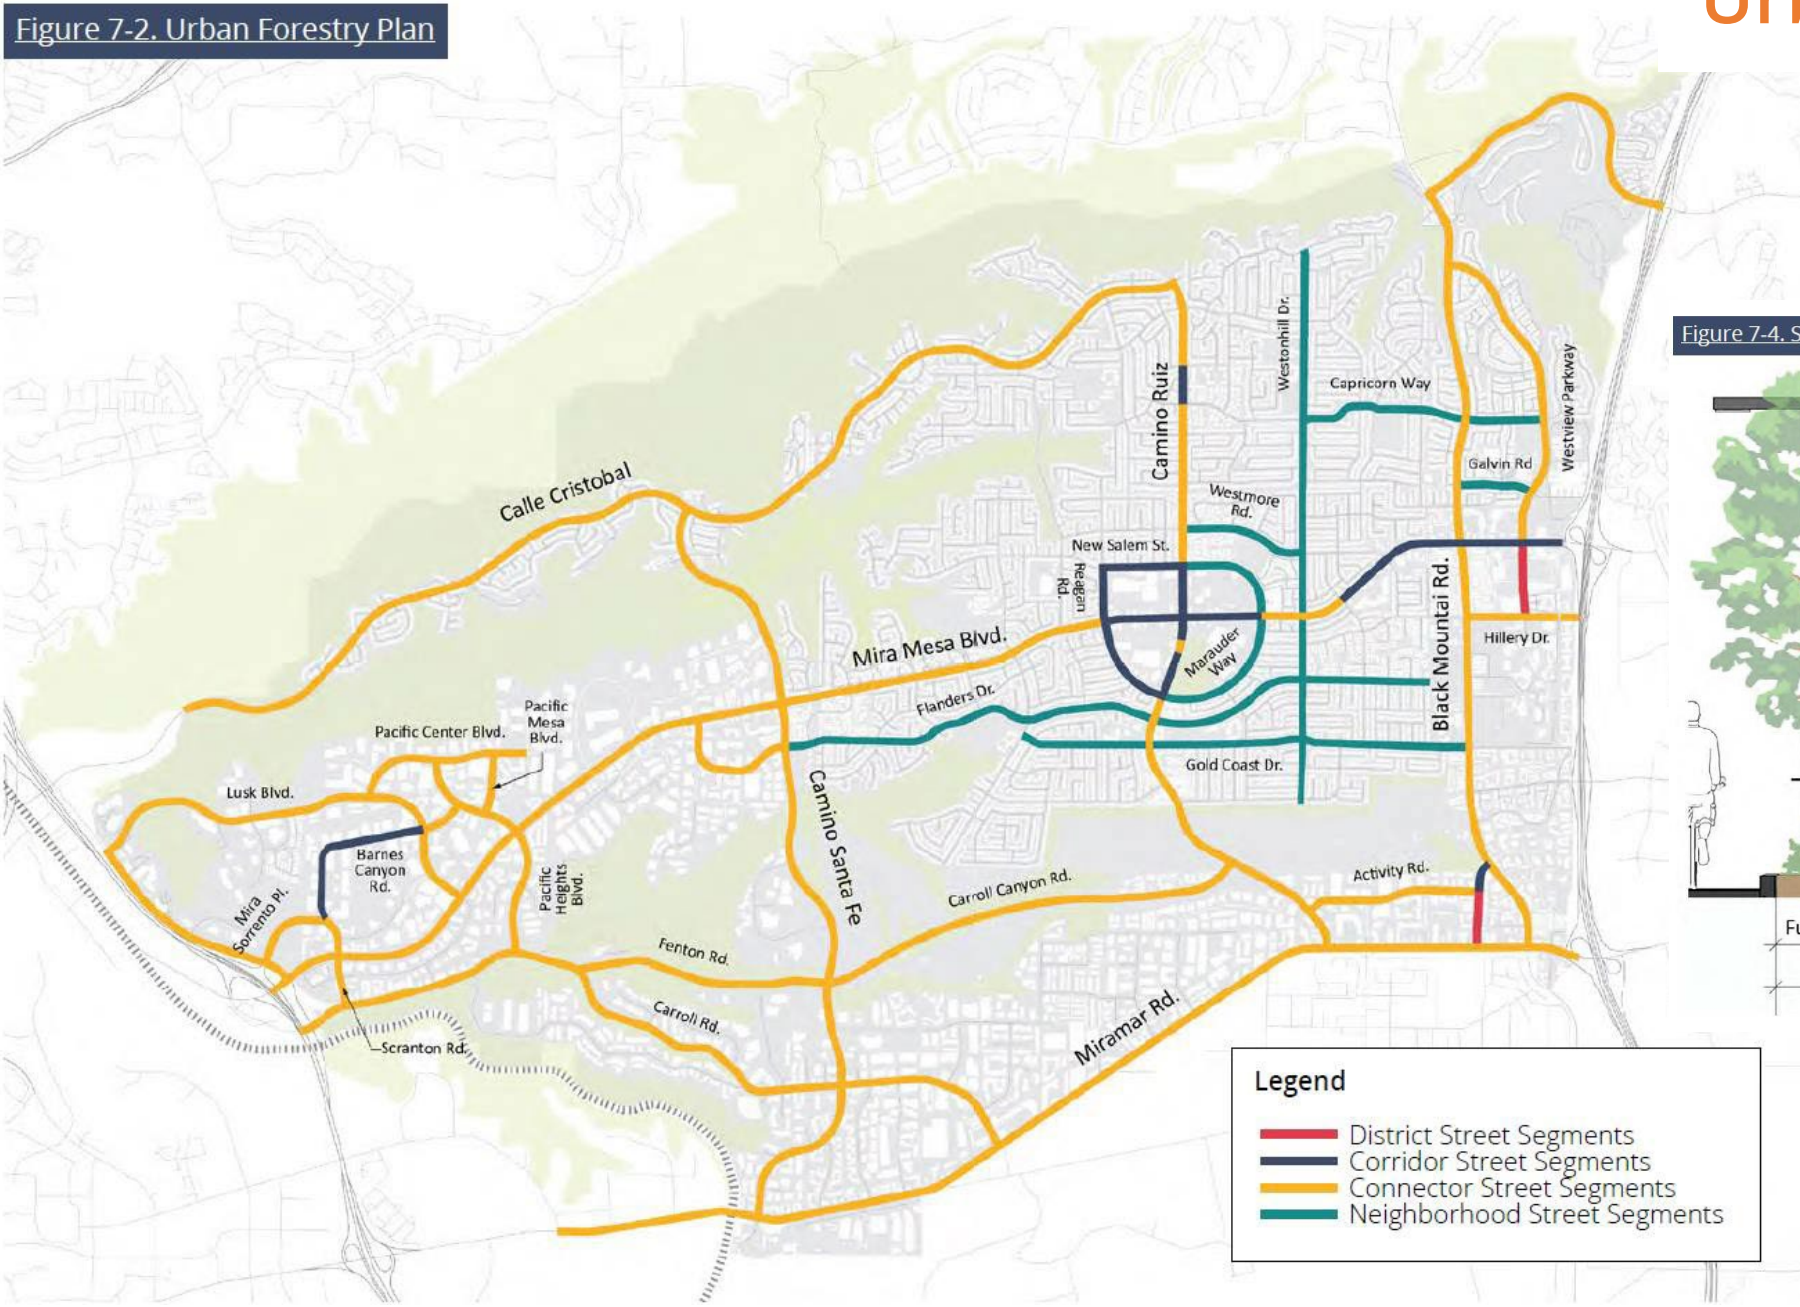 Figure 7-2. Urban Forestry Plan
Westonhill Dr.
Camino Ruiz
Capricorn Way
Westview Parkway
Figure 7-4. S
Galvin Rd
Calle Cristobal
Westmore
Rd.
New Salem St.
Reagan
Rd.
Black Mountai Rd.
Hillery Dr.
Mira Mesa Blvd.
Marauder
Way
Flanders Dr.
Pacific
Mesa
Blvd.
Pacific Center Blvd.
Gold Coast Dr.
Lusk Blvd.
Camino Santa Fe
Barnes
Canyon
Rd.
Pacific
Heights
Blvd.
Activity Rd.
Carroll Canyon Rd.
Mira
Sorrento Pl.
Fenton Rd.
Carroll Rd.
Miramar Rd.
Scranton Rd.
Legend
District Street Segments
Corridor Street Segments
Connector Street Segments
Neighborhood Street Segments